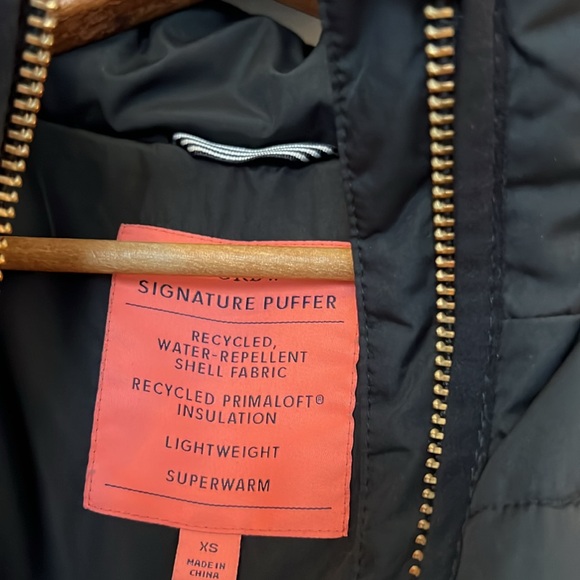 SIGNATURE PUFFER
RECYCLED,
WATER-REPELLENT
SHELL FABRIC
RECYCLED PRIMALOFT®
INSULATION
LIGHTWEIGHT
SUPERWARM
XS
MADE IN
CHINA